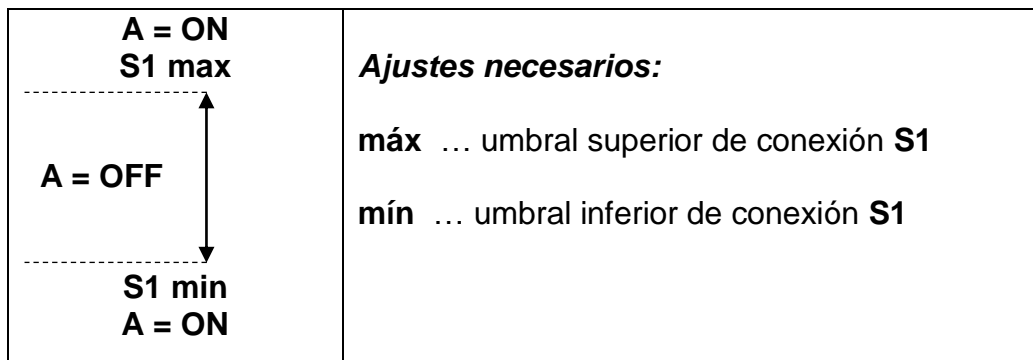 A = ON
S1 max
A = OFF
S1 min
A = ON
Ajustes necesarios:
máx … umbral superior de conexión S1
mín … umbral inferior de conexión S1